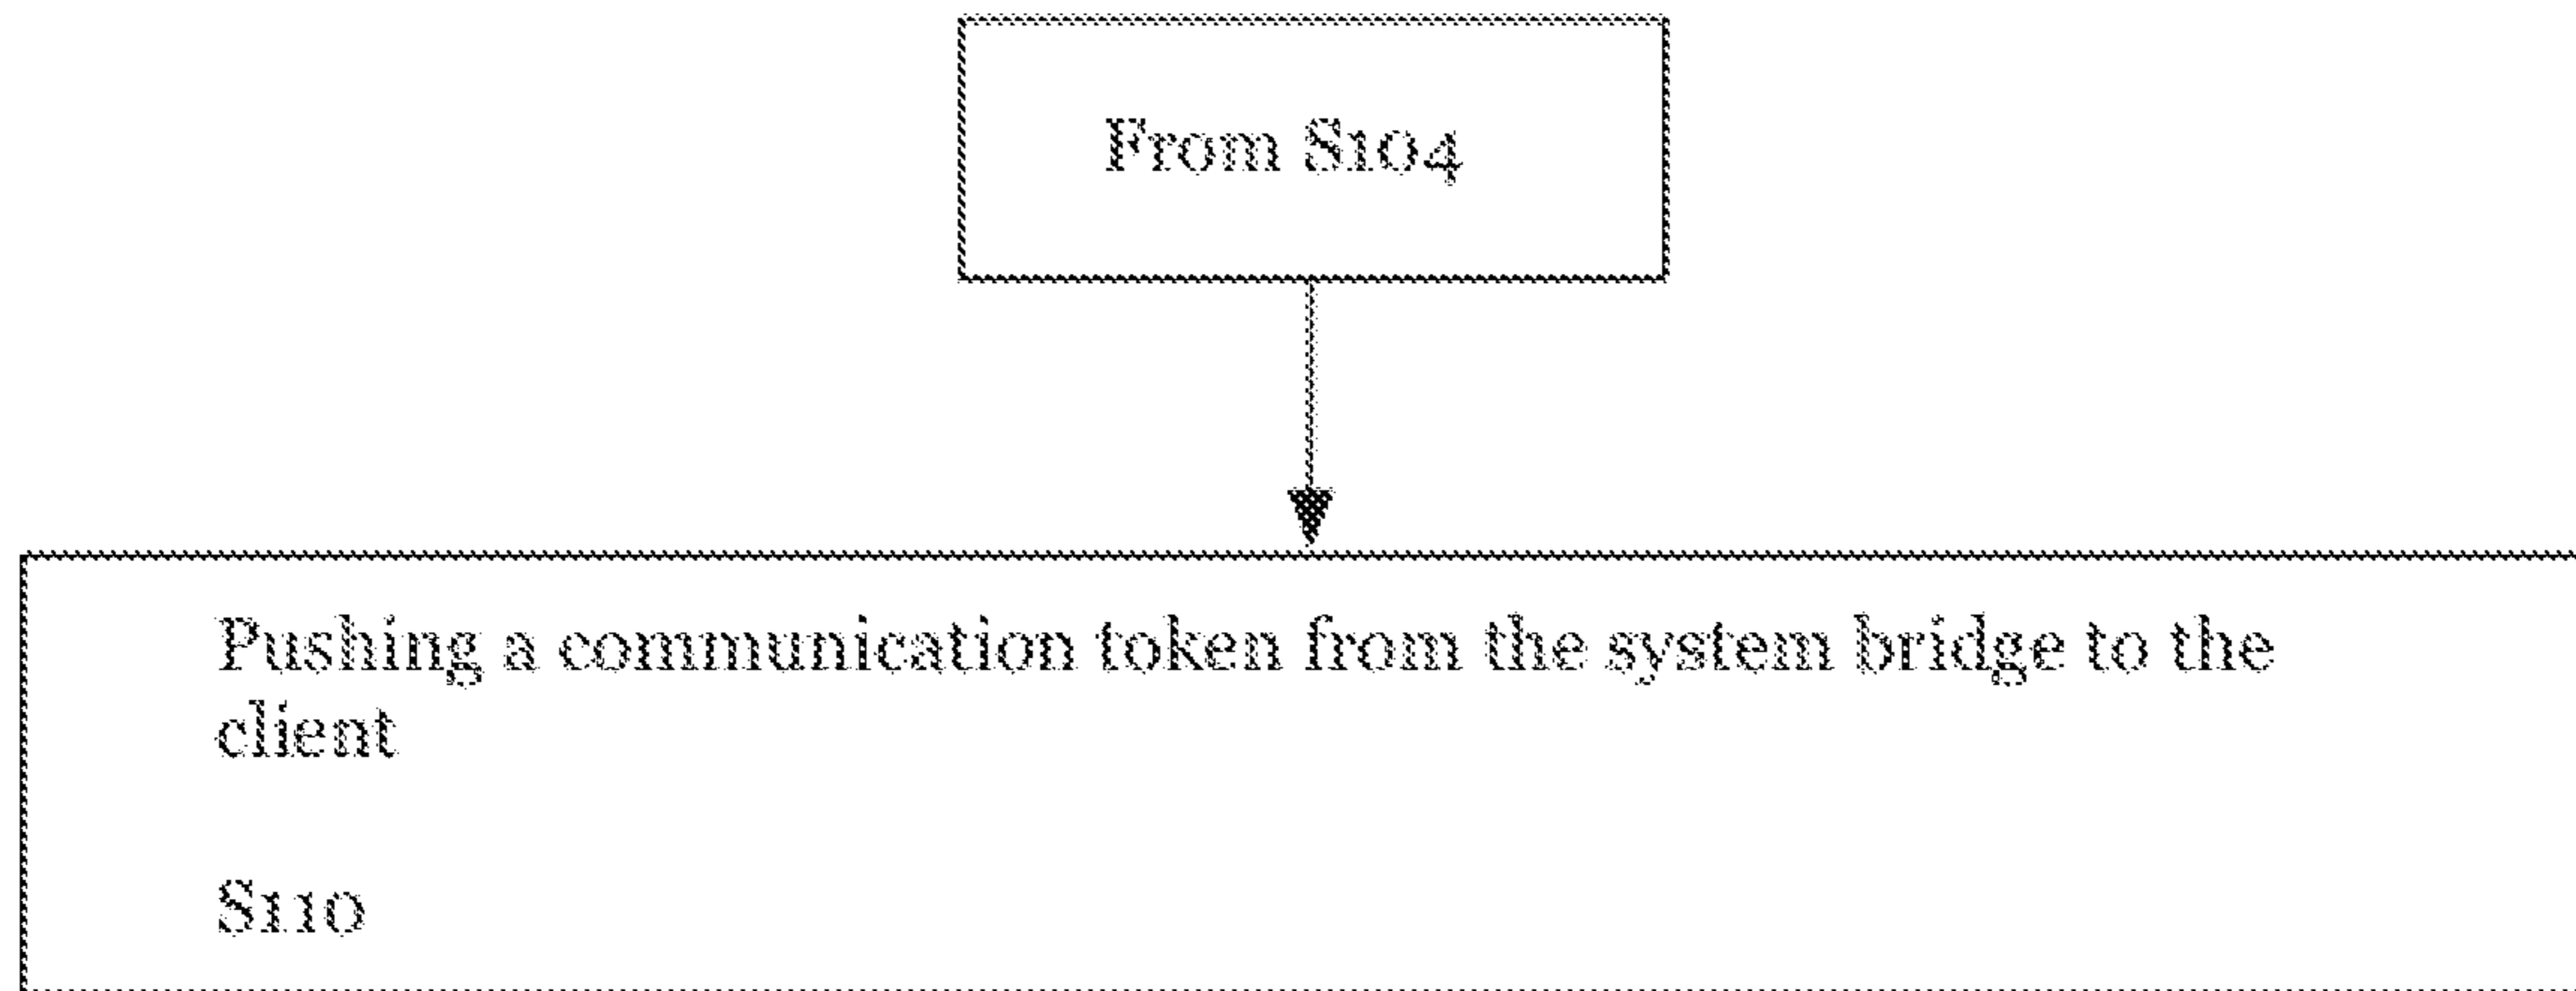 From S104
Pushing a communication token from the system bridge to the
client
S110